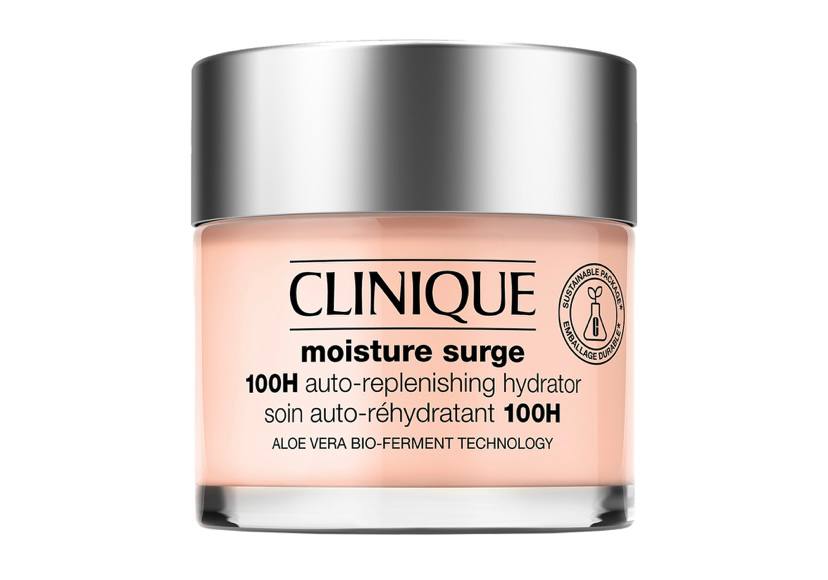 CLINIQUE
moisture surge
100H auto-replenishing hydrator
soin auto-réhydratant 100H
ALOE VERA BIO-FERMENT TECHNOLOGY
SUSTAINABLE PACKAGE*
EMBALLAGE DURABLE*
C